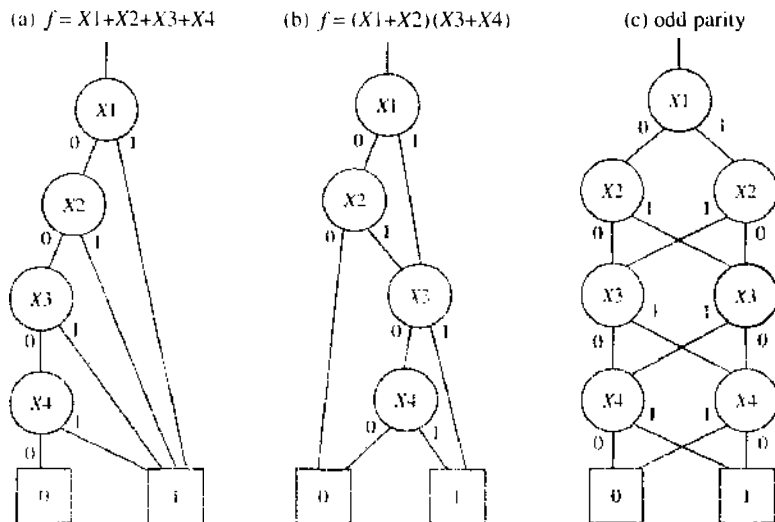 (a) f = X1+X2+X3+X4
(b) f = (X1+X2)(X3+X4)
(c) odd parity
X1
0 1
X2
0 1
X3
0 1
X4
0 1
0 1
X1
0 1
X2
0 1
X3
0 1
X4
0 1
0 1
X1
0 1
X2 X2
0 1 1 0
X3 X3
0 1 1 0
X4 X4
0 1 1 0
0 1